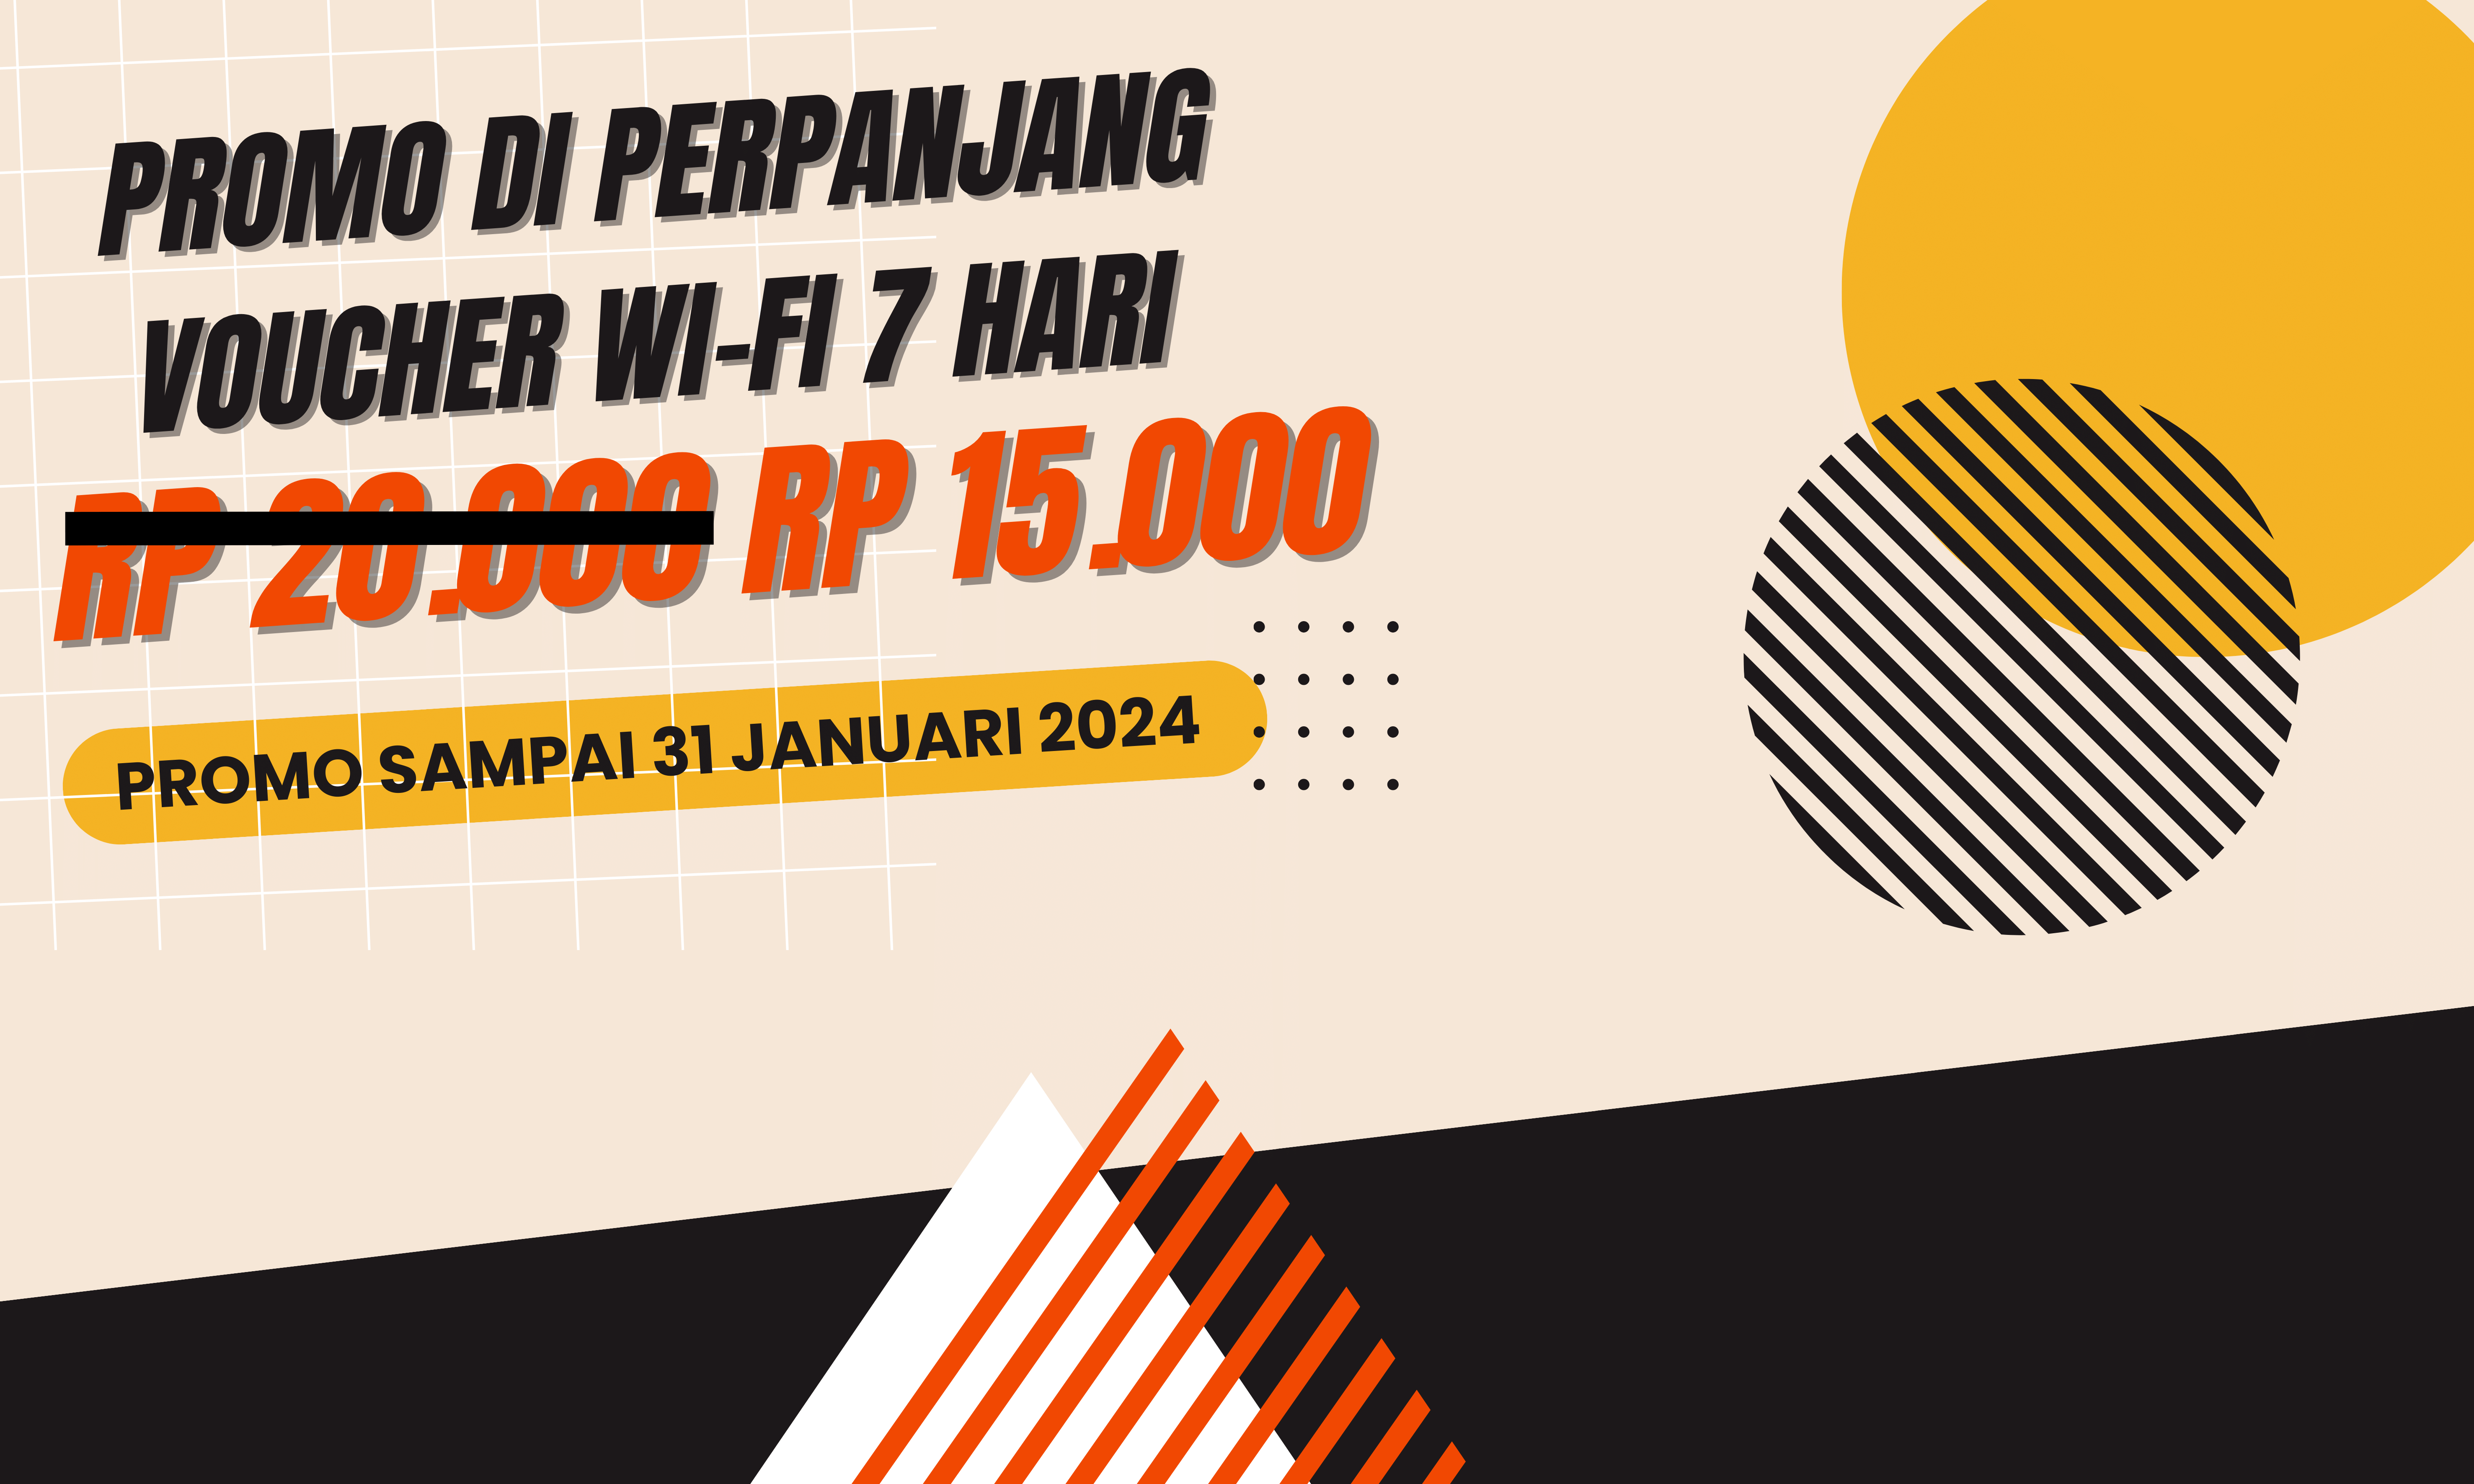 PROMO DI PERPANJANG
VOUCHER WI-FI 7 HARI
RP 20.000 RP 15.000
PROMO SAMPAI 31 JANUARI 2024